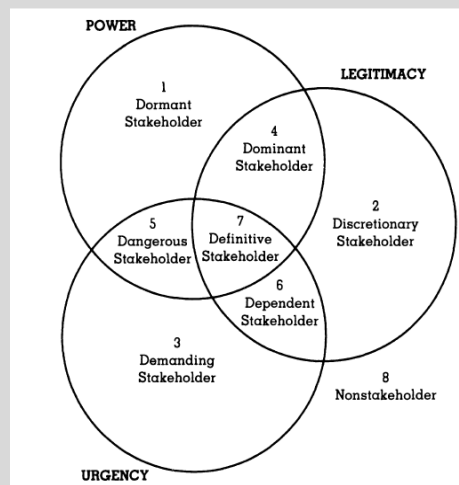 POWER
LEGITIMACY
1
Dormant
Stakeholder
4
Dominant
Stakeholder
2
Discretionary
Stakeholder
5
Dangerous
Stakeholder
7
Definitive
Stakeholder
6
Dependent
Stakeholder
3
Demanding
Stakeholder
8
Nonstakeholder
URGENCY